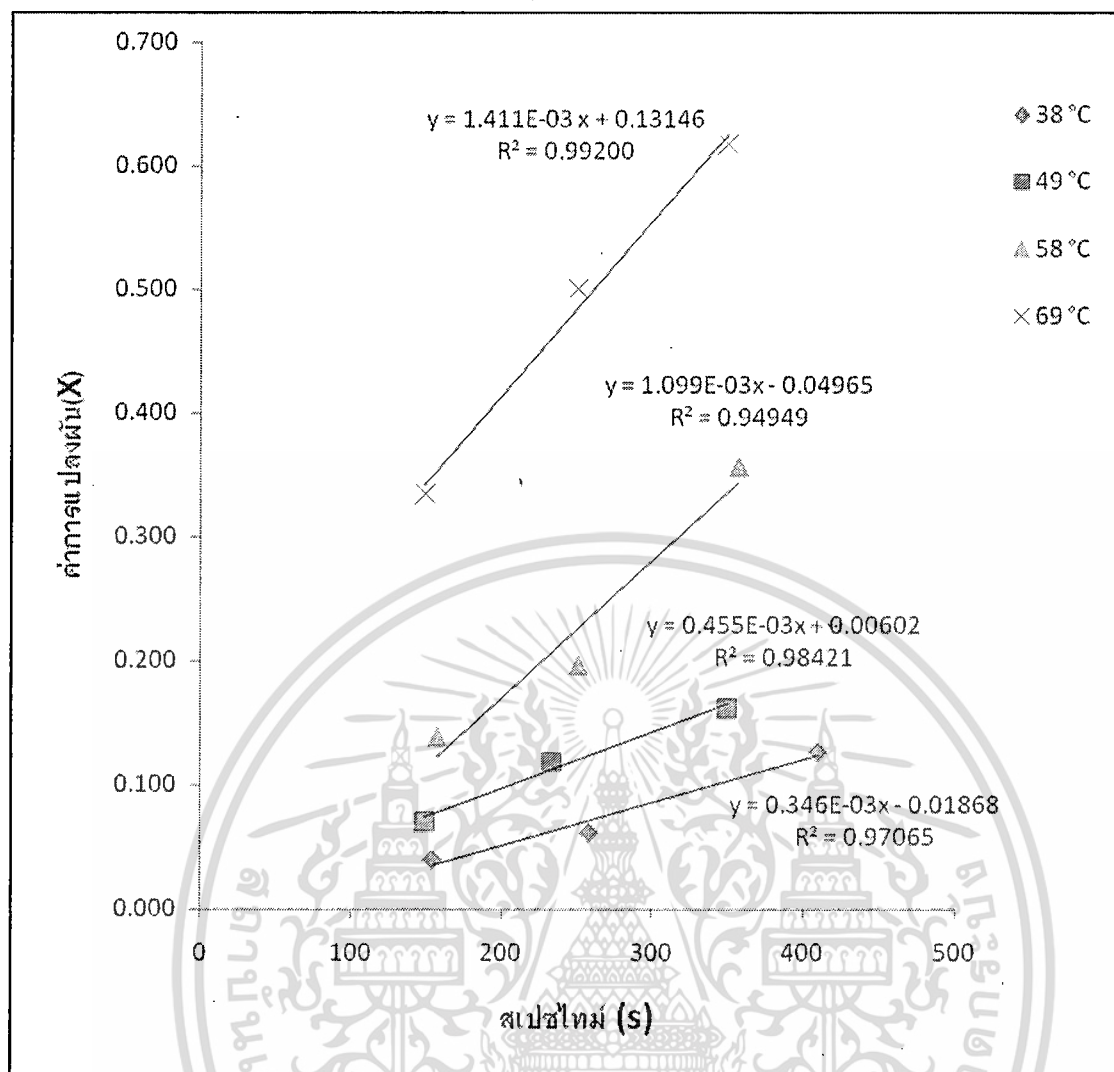 0.700
0.600
0.500
0.400
0.300
0.200
0.100
0.000
0
100
200
300
400
500
ค่าการแปลงผัน(X)
สเปซไทม์ (s)
y = 1.411E-03 x + 0.13146
R² = 0.99200
y = 1.099E-03x - 0.04965
R² = 0.94949
y = 0.455E-03x + 0.00602
R² = 0.98421
y = 0.346E-03x - 0.01868
R² = 0.97065
38 °C
49 °C
58 °C
69 °C